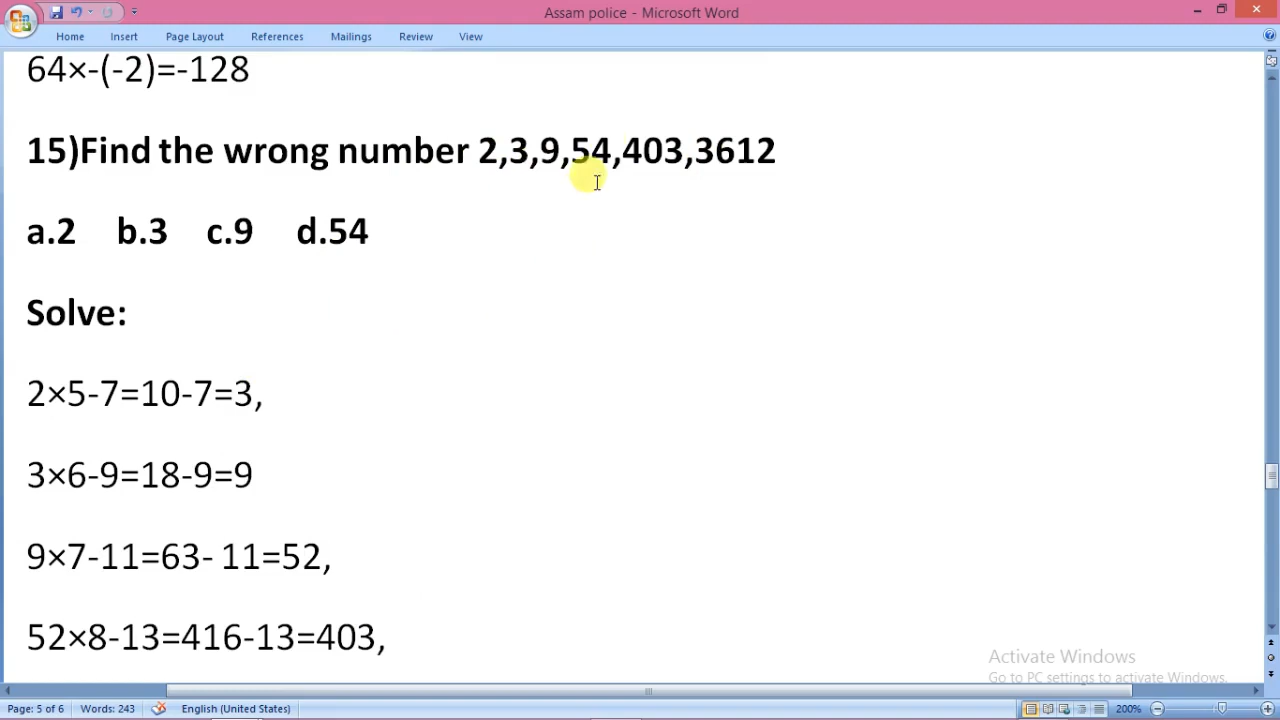 Assam police - Microsoft Word
Home Insert Page Layout References Mailings Review View
64×-(-2)=-128
15)Find the wrong number 2,3,9,54,403,3612
a.2 b.3 c.9 d.54
Solve:
2×5-7=10-7=3,
3×6-9=18-9=9
9×7-11=63- 11=52,
52×8-13=416-13=403,
Activate Windows
Go to PC settings to activate Windows.
Page: 5 of 6 Words: 243 English (United States) 200%